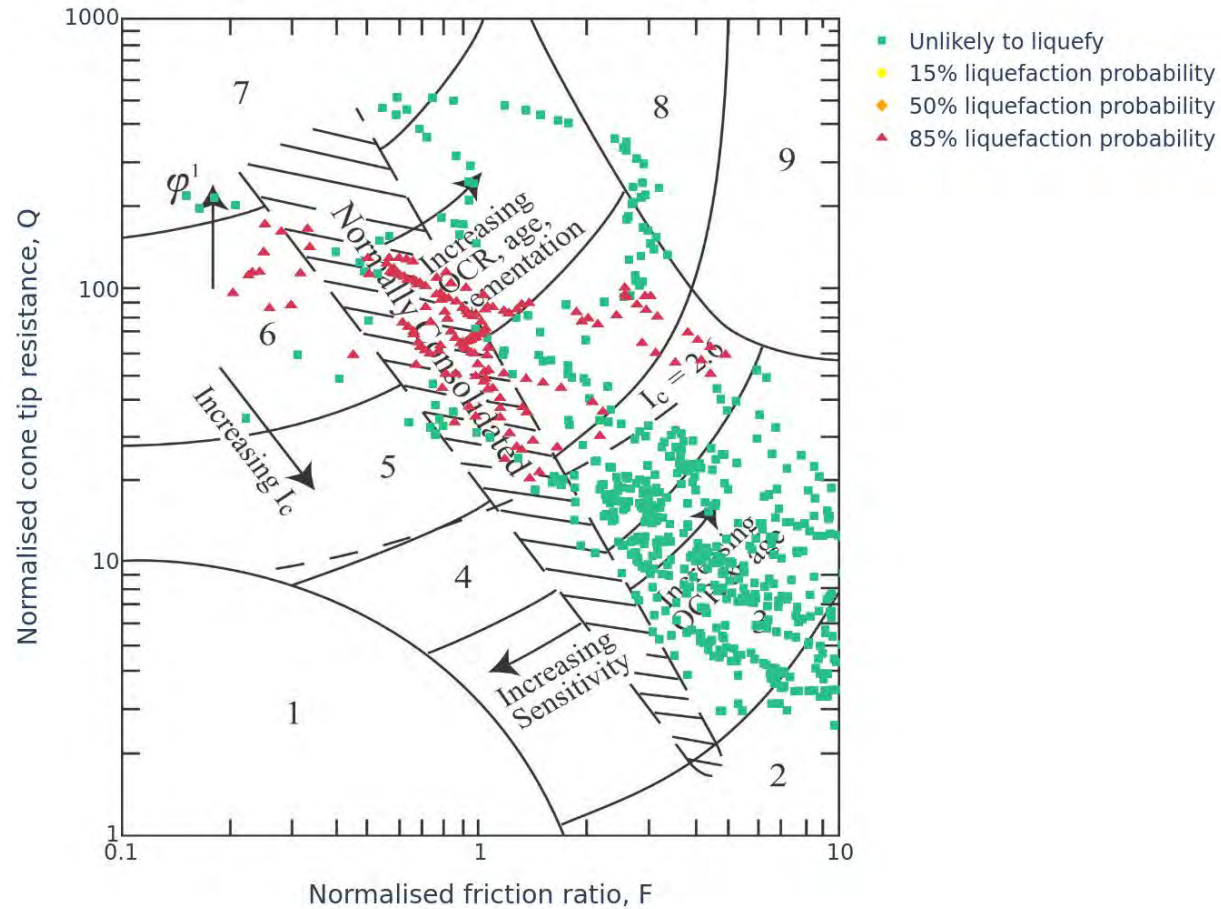 1000
100
10
1
0.1
1
10
Normalised cone tip resistance, Q
Normalised friction ratio, F
Unlikely to liquefy
15% liquefaction probability
50% liquefaction probability
85% liquefaction probability
7
8
9
φ¹
6
5
4
1
3
2
Normally Consolidated
Increasing
OCR, age,
cementation
Increasing Ic
Ic = 2.6
Increasing
OCR, age
Increasing
Sensitivity